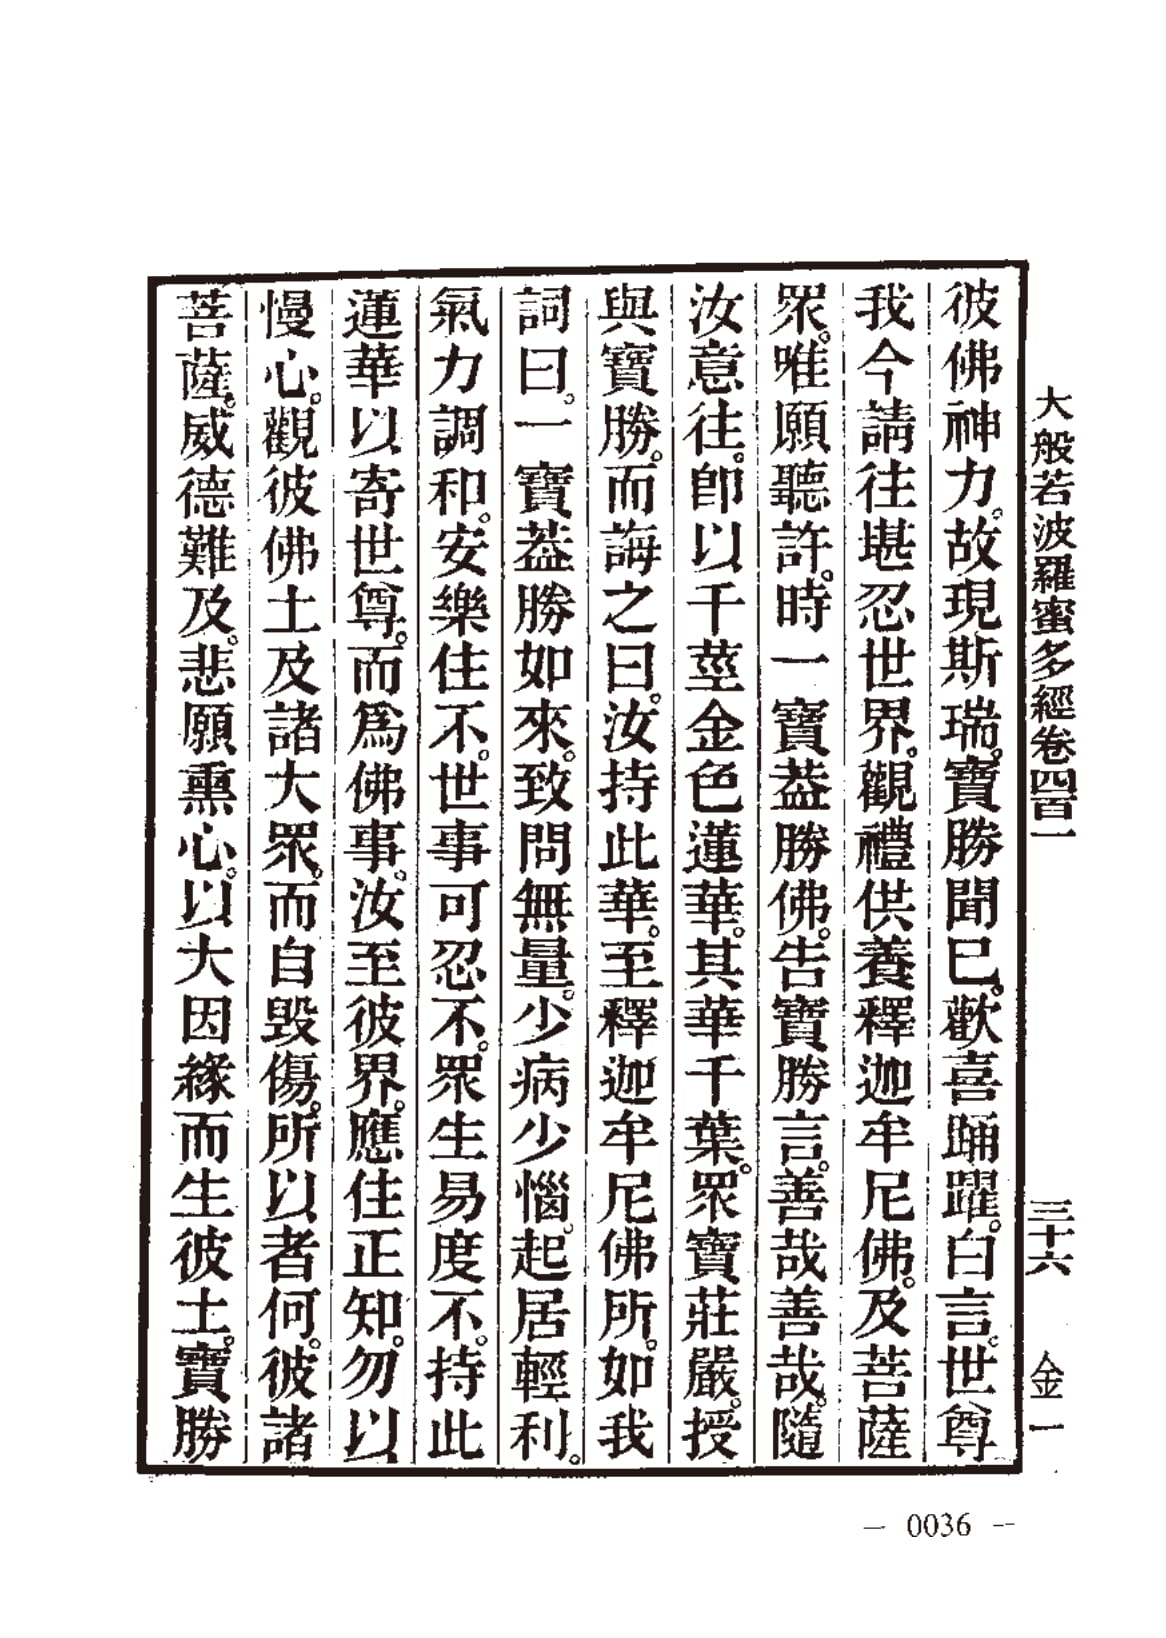 大般若波羅蜜多經卷四百一　三十六　金一
彼佛神力。故現斯瑞。寶勝聞已。歡喜踊躍。白言。世尊
我今請往堪忍世界。觀禮供養釋迦牟尼佛。及菩薩
眾。唯願聽許。時一寶葢勝佛。告寶勝言。善哉善哉。隨
汝意往。卽以千莖金色蓮華。其華千葉。眾寶莊嚴。授
與寶勝。而誨之曰。汝持此華。至釋迦牟尼佛所。如我
詞曰。一寶葢勝如來。致問無量。少病少惱。起居輕利。
氣力調和。安樂住不。世事可忍不。眾生易度不。持此
蓮華以寄世尊。而爲佛事。汝至彼界。應住正知。勿以
慢心。觀彼佛土及諸大眾。而自毀傷。所以者何。彼諸
菩薩。威德難及。悲願熏心。以大因緣而生彼土。寶勝
— 0036 --